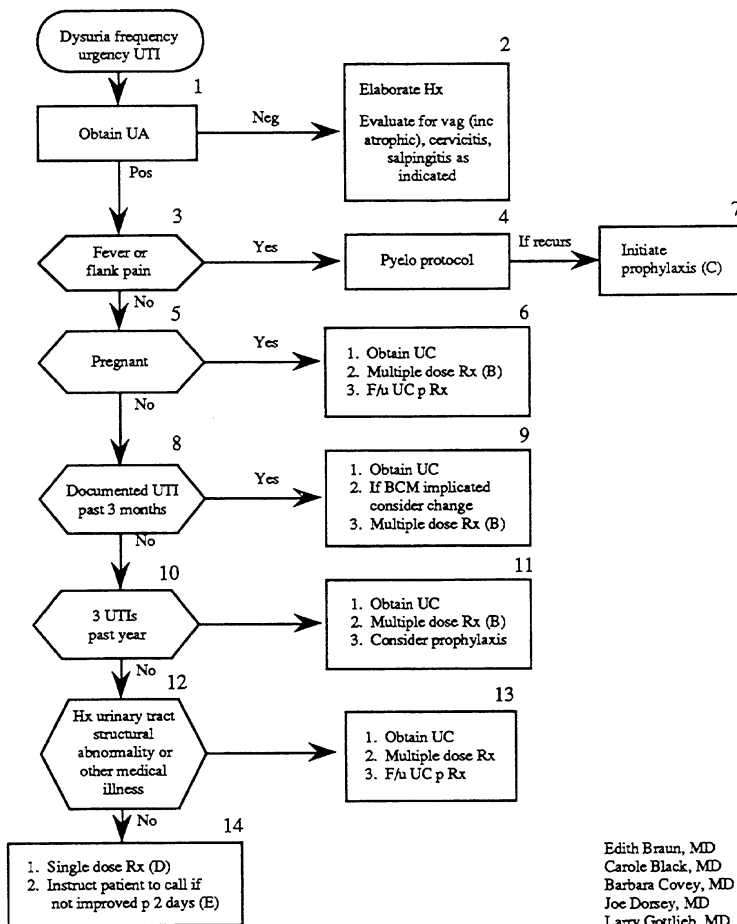 Dysuria frequency
urgency UTI
1
Obtain UA
Neg
2
Elaborate Hx
Evaluate for vag (inc
atrophic), cervicitis,
salpingitis as
indicated
Pos
3
Fever or
flank pain
Yes
4
Pyelo protocol
If recurs
7
Initiate
prophylaxis (C)
No
5
Pregnant
Yes
6
1. Obtain UC
2. Multiple dose Rx (B)
3. F/u UC p Rx
No
8
Documented UTI
past 3 months
Yes
9
1. Obtain UC
2. If BCM implicated
consider change
3. Multiple dose Rx (B)
No
10
3 UTIs
past year
11
1. Obtain UC
2. Multiple dose Rx (B)
3. Consider prophylaxis
No
12
Hx urinary tract
structural
abnormality or
other medical
illness
13
1. Obtain UC
2. Multiple dose Rx
3. F/u UC p Rx
No
14
1. Single dose Rx (D)
2. Instruct patient to call if
not improved p 2 days (E)
Edith Braun, MD
Carole Black, MD
Barbara Covey, MD
Joe Dorsey, MD
Larry Gottlieb, MD